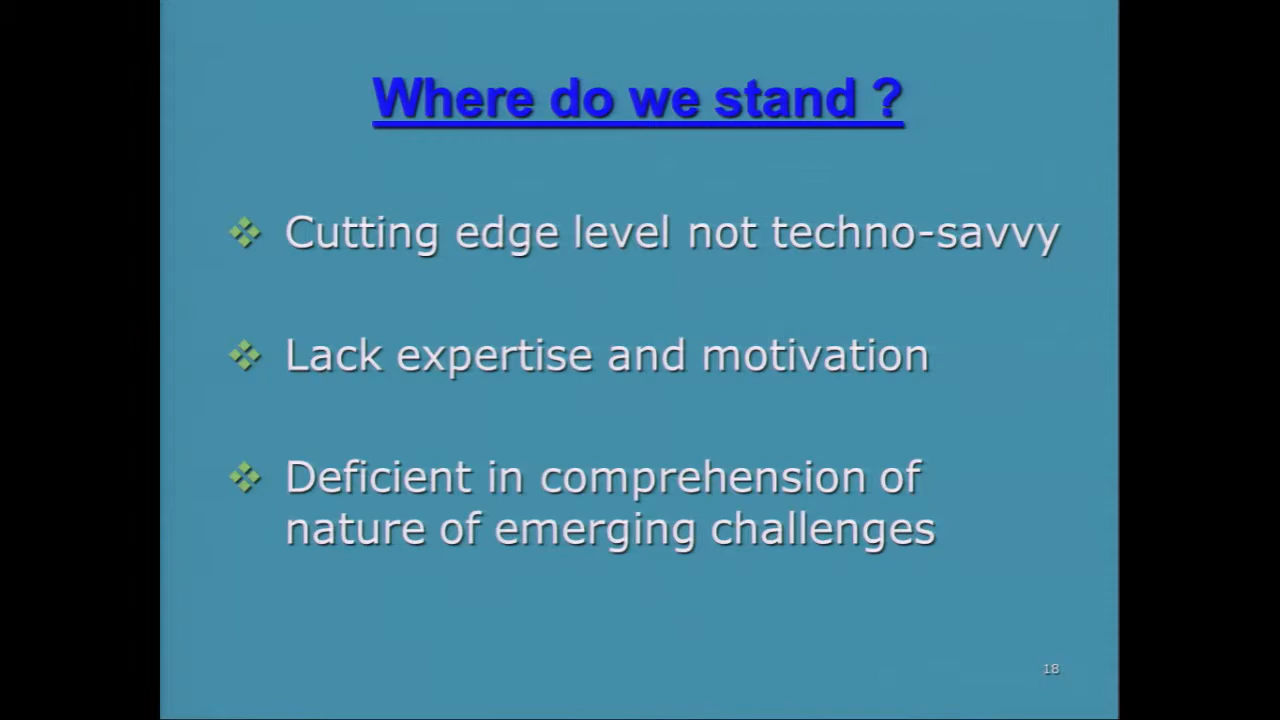 Where do we stand ?
Cutting edge level not techno-savvy
Lack expertise and motivation
Deficient in comprehension of
nature of emerging challenges
18